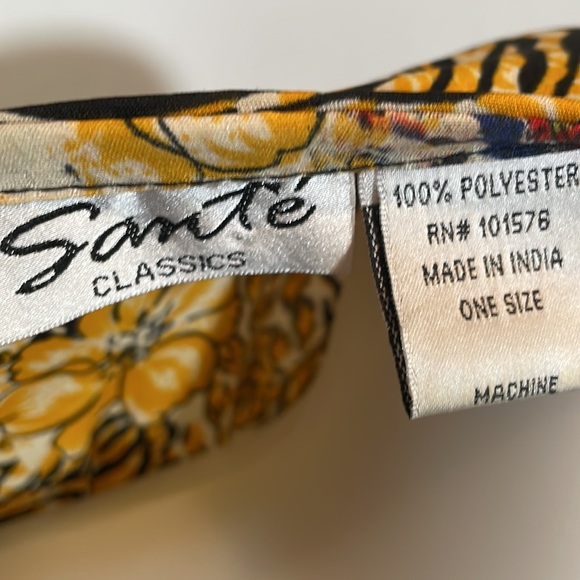 Santé
CLASSICS
100% POLYESTER
RN# 101576
MADE IN INDIA
ONE SIZE
MACHINE